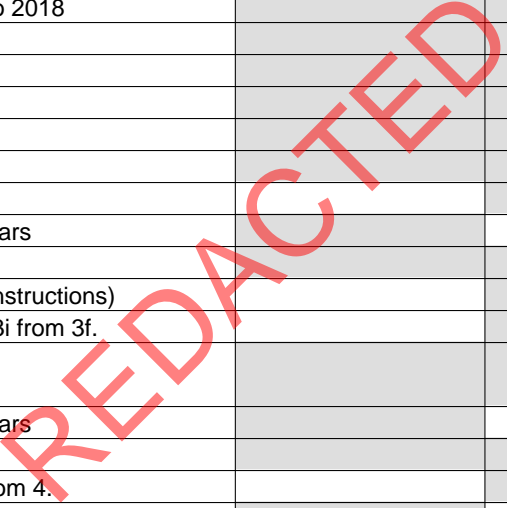 o 2018
ars
nstructions)
3i from 3f.
ars
om 4.
REDACTED